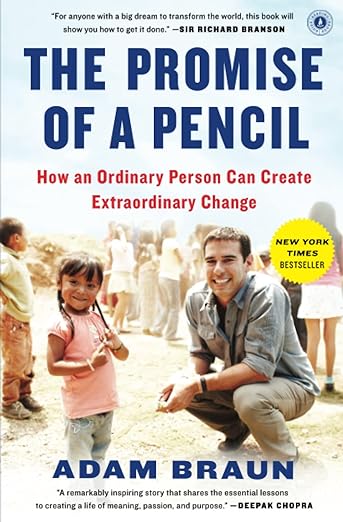 "For anyone with a big dream to transform the world, this book will
show you how to get it done." —SIR RICHARD BRANSON
THE PROMISE
OF A PENCIL
How an Ordinary Person Can Create
Extraordinary Change
NEW YORK
TIMES
BESTSELLER
ADAM BRAUN
"A remarkably inspiring story that shares the essential lessons
to creating a life of meaning, passion, and purpose." —DEEPAK CHOPRA